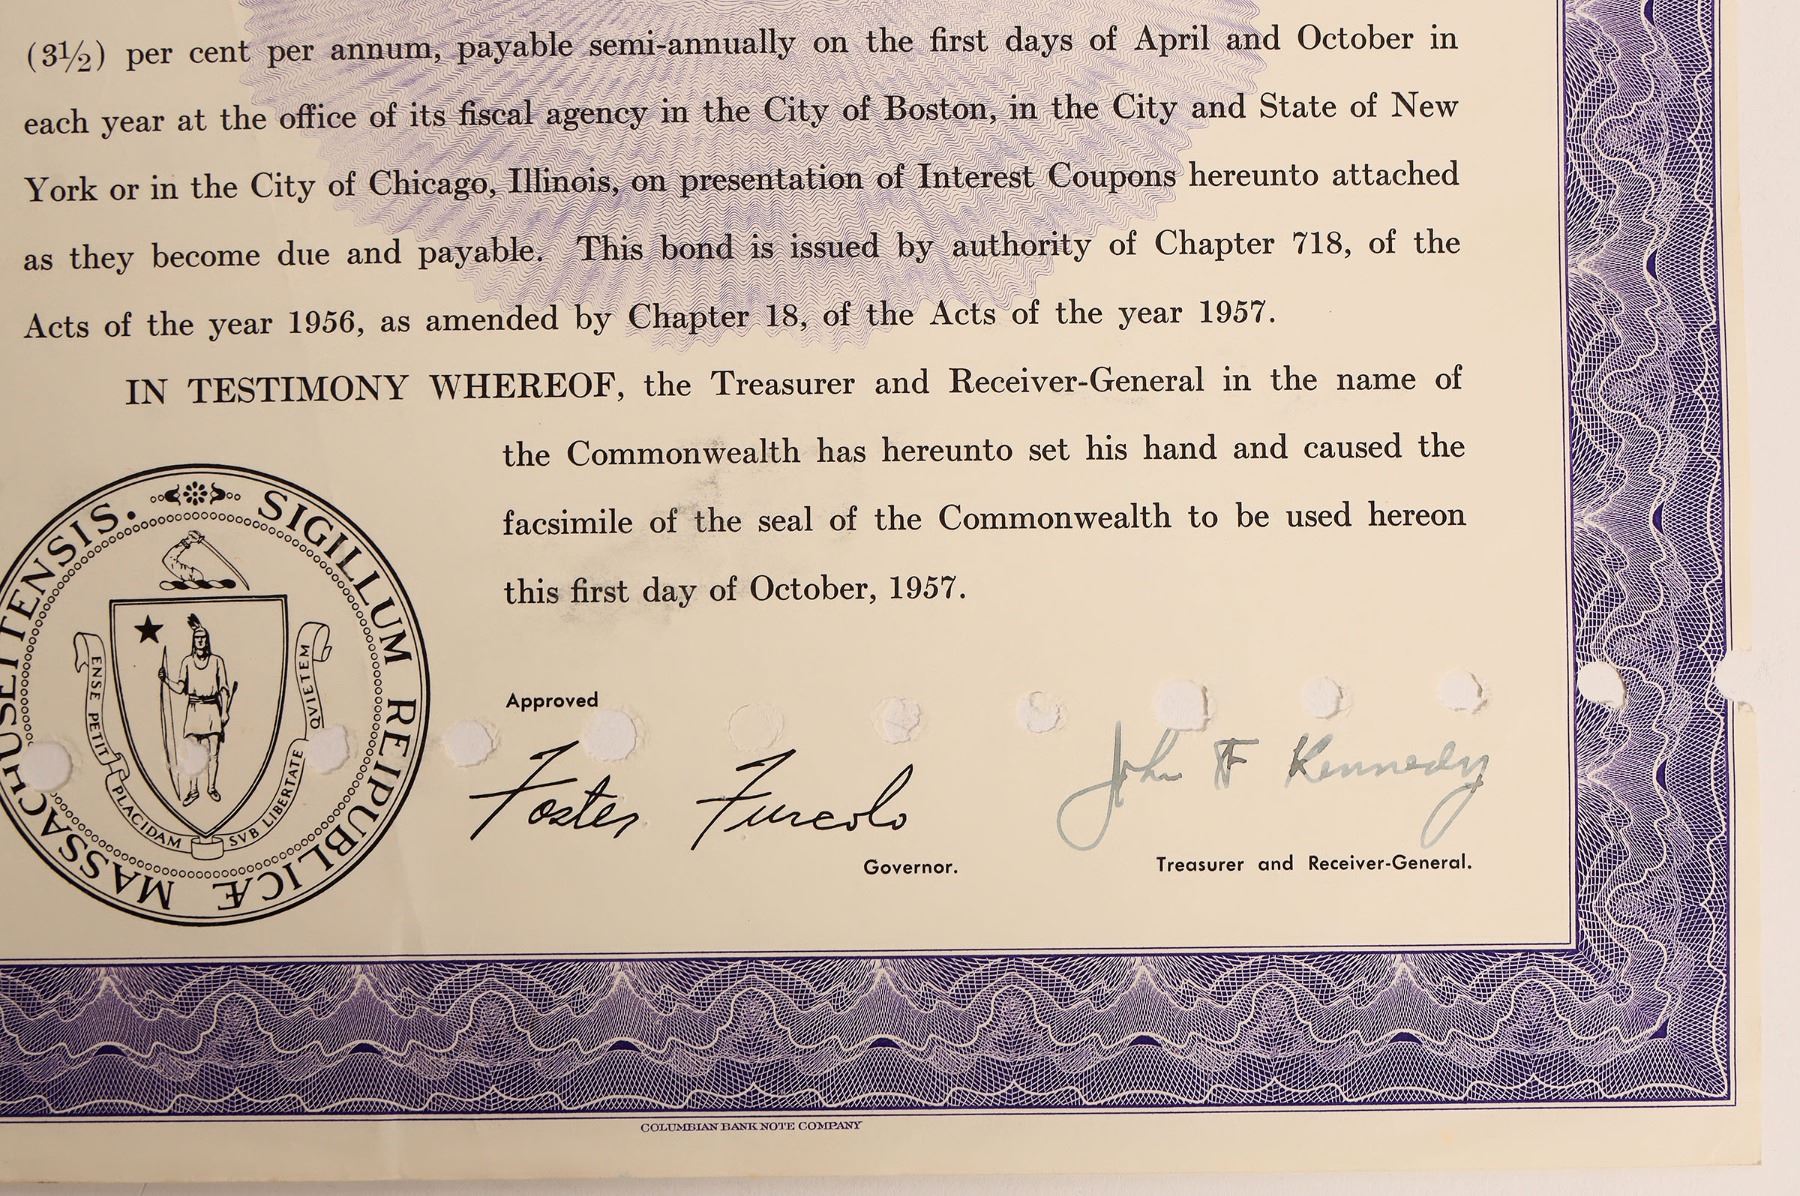 (3½) per cent per annum, payable semi-annually on the first days of April and October in
each year at the office of its fiscal agency in the City of Boston, in the City and State of New
York or in the City of Chicago, Illinois, on presentation of Interest Coupons hereunto attached
as they become due and payable. This bond is issued by authority of Chapter 718, of the
Acts of the year 1956, as amended by Chapter 18, of the Acts of the year 1957.
IN TESTIMONY WHEREOF, the Treasurer and Receiver-General in the name of
the Commonwealth has hereunto set his hand and caused the
facsimile of the seal of the Commonwealth to be used hereon
this first day of October, 1957.
SIGILLUM REIPUBLICÆ MASSACHUSETTENSIS.
ENSE PETIT PLACIDAM SVB LIBERTATE QVIETEM
Approved
Foster Furcolo
Governor.
John F Kennedy
Treasurer and Receiver-General.
COLUMBIAN BANK NOTE COMPANY